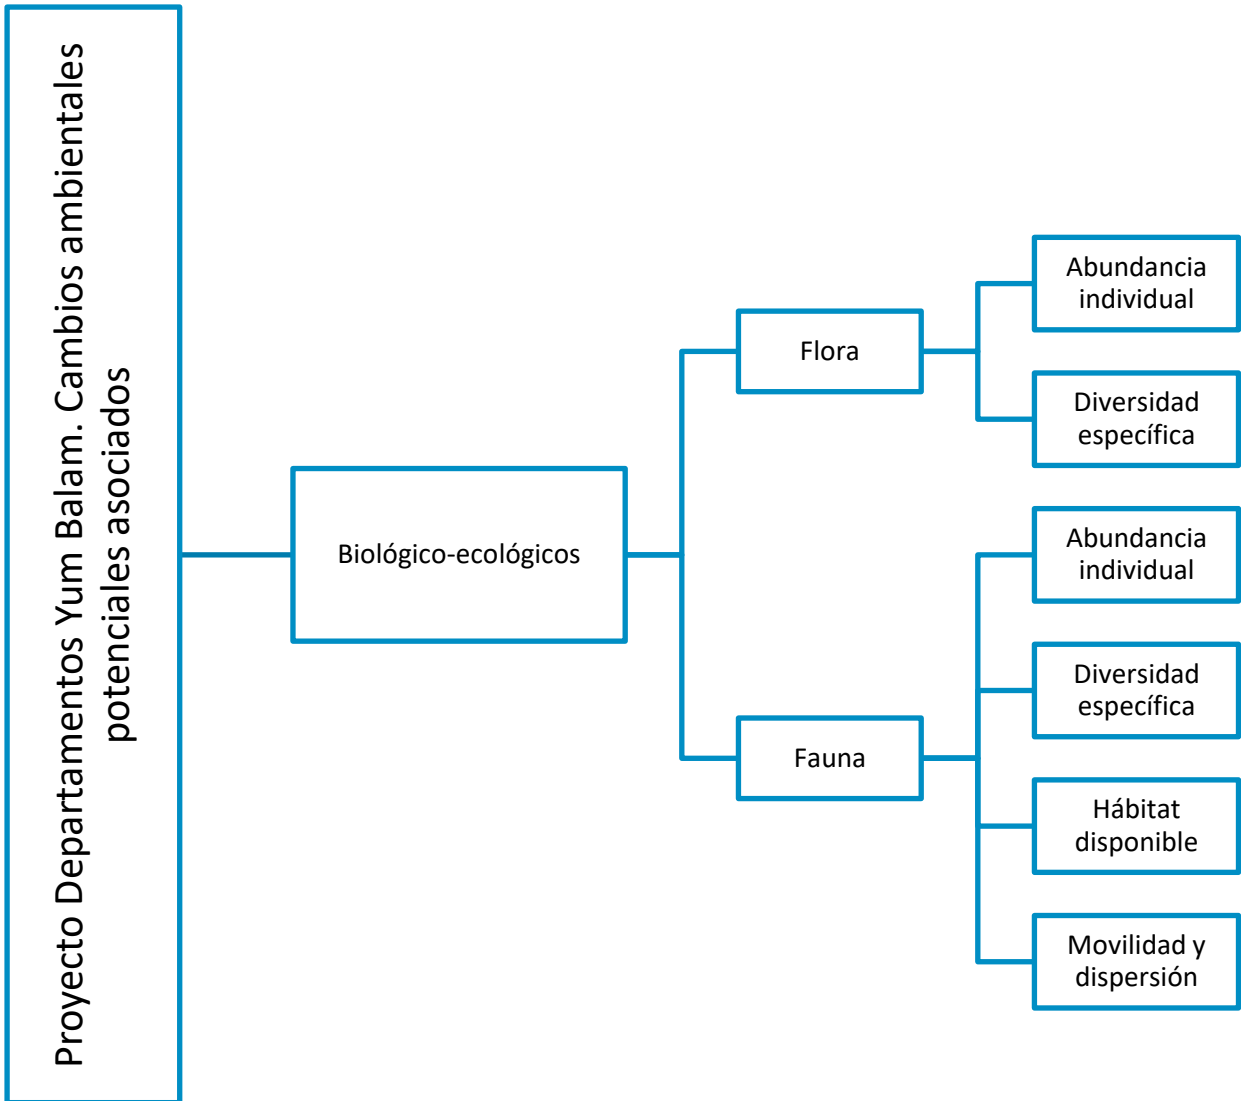 Proyecto Departamentos Yum Balam. Cambios ambientales
potenciales asociados
Biológico-ecológicos
Flora
Abundancia
individual
Diversidad
específica
Fauna
Abundancia
individual
Diversidad
específica
Hábitat
disponible
Movilidad y
dispersión